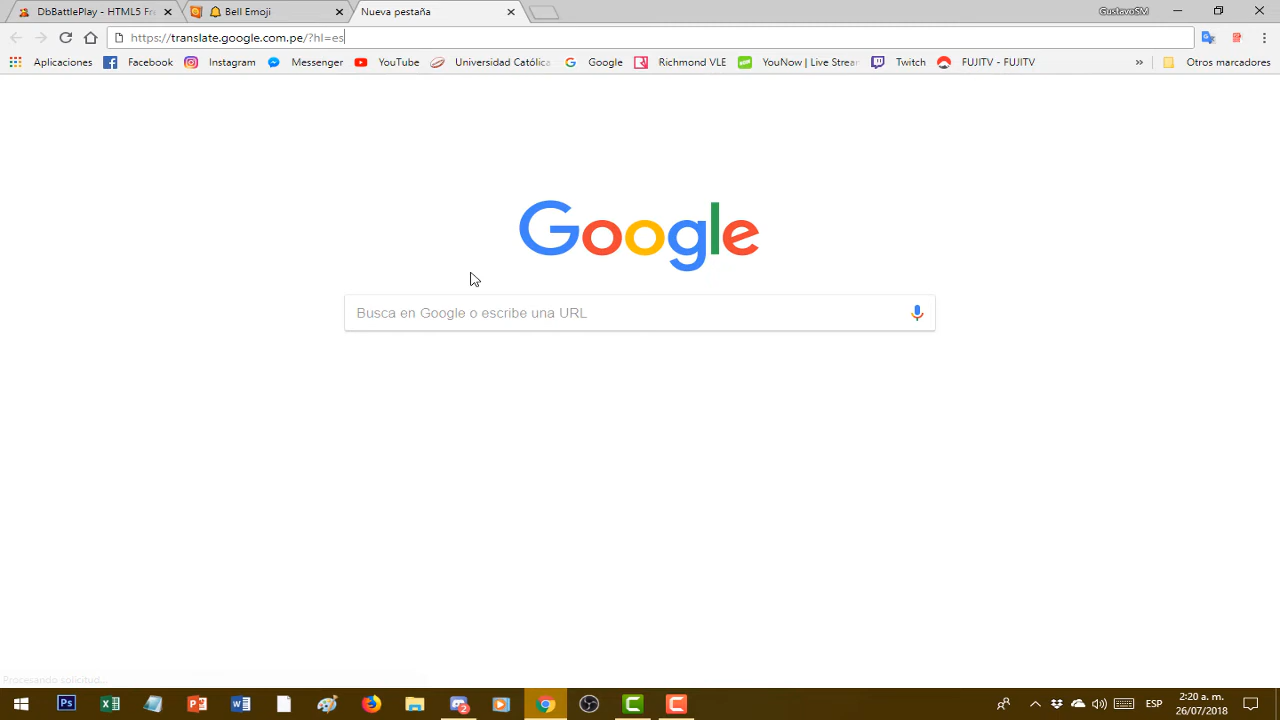 DbBattlePlay - HTML5 Fr
Bell Emoji
Nueva pestaña
GustavoSM
https://translate.google.com.pe/?hl=es
Aplicaciones
Facebook
Instagram
Messenger
YouTube
Universidad Católica
Google
Richmond VLE
YouNow | Live Strea
Twitch
FUJITV - FUJITV
»
Otros marcadores
Google
Busca en Google o escribe una URL
Procesando solicitud...
ESP
2:20 a. m.
26/07/2018